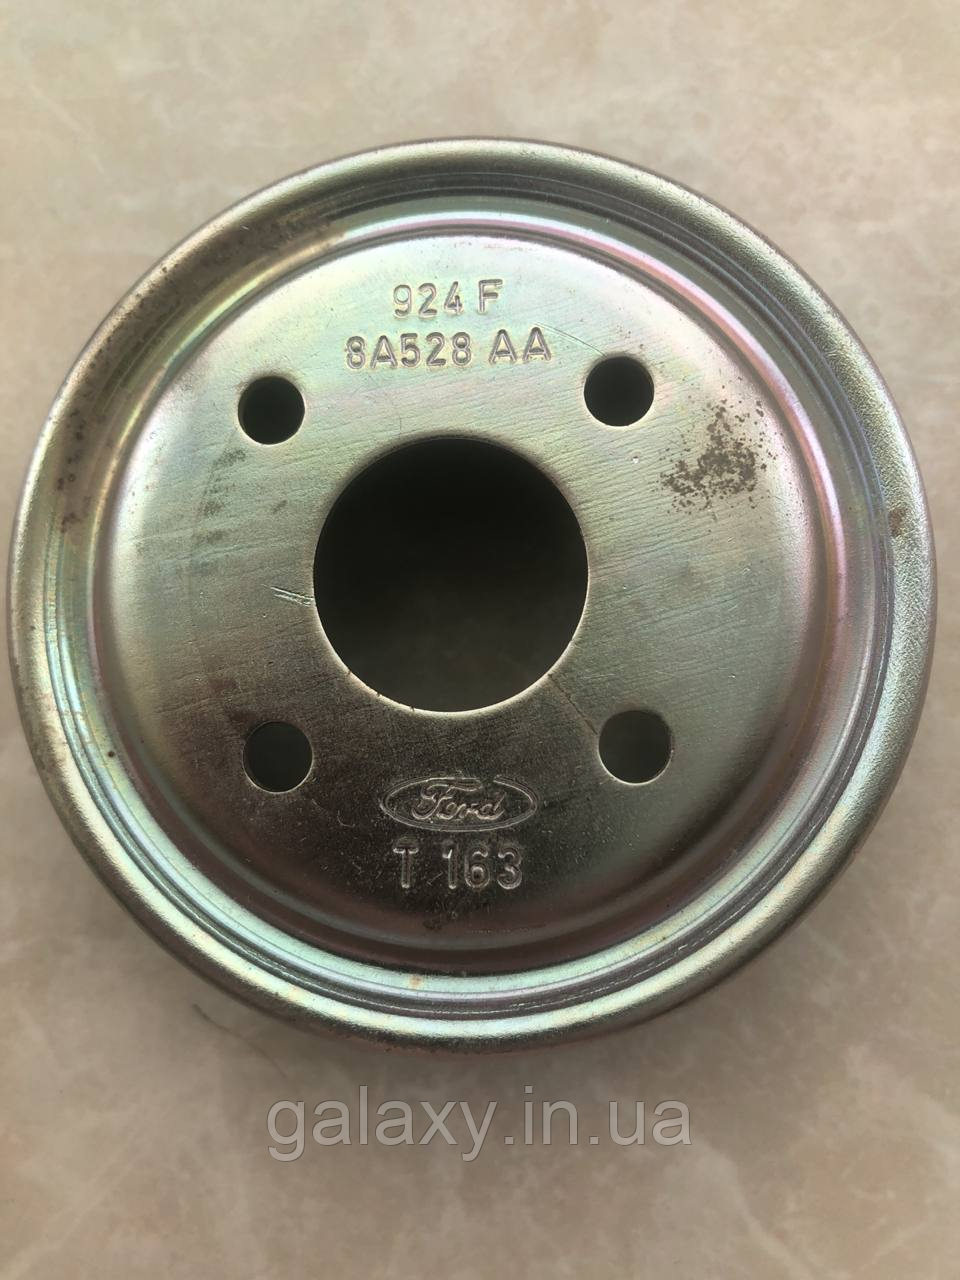 924 F
8A528 AA
Ford
T 163
galaxy.in.ua